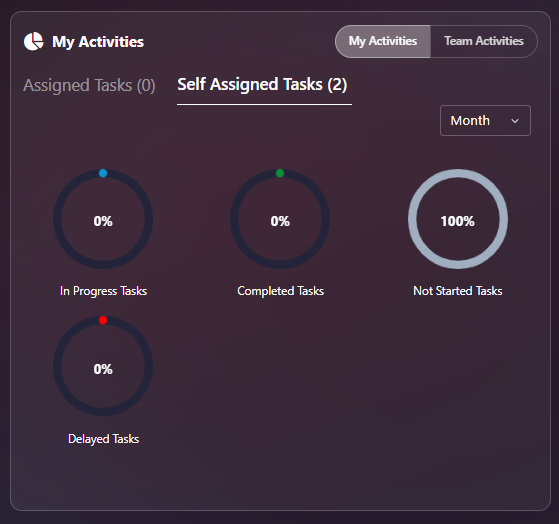 My Activities
My Activities Team Activities
Assigned Tasks (0) Self Assigned Tasks (2)
Month
0% 0% 100%
In Progress Tasks Completed Tasks Not Started Tasks
0%
Delayed Tasks